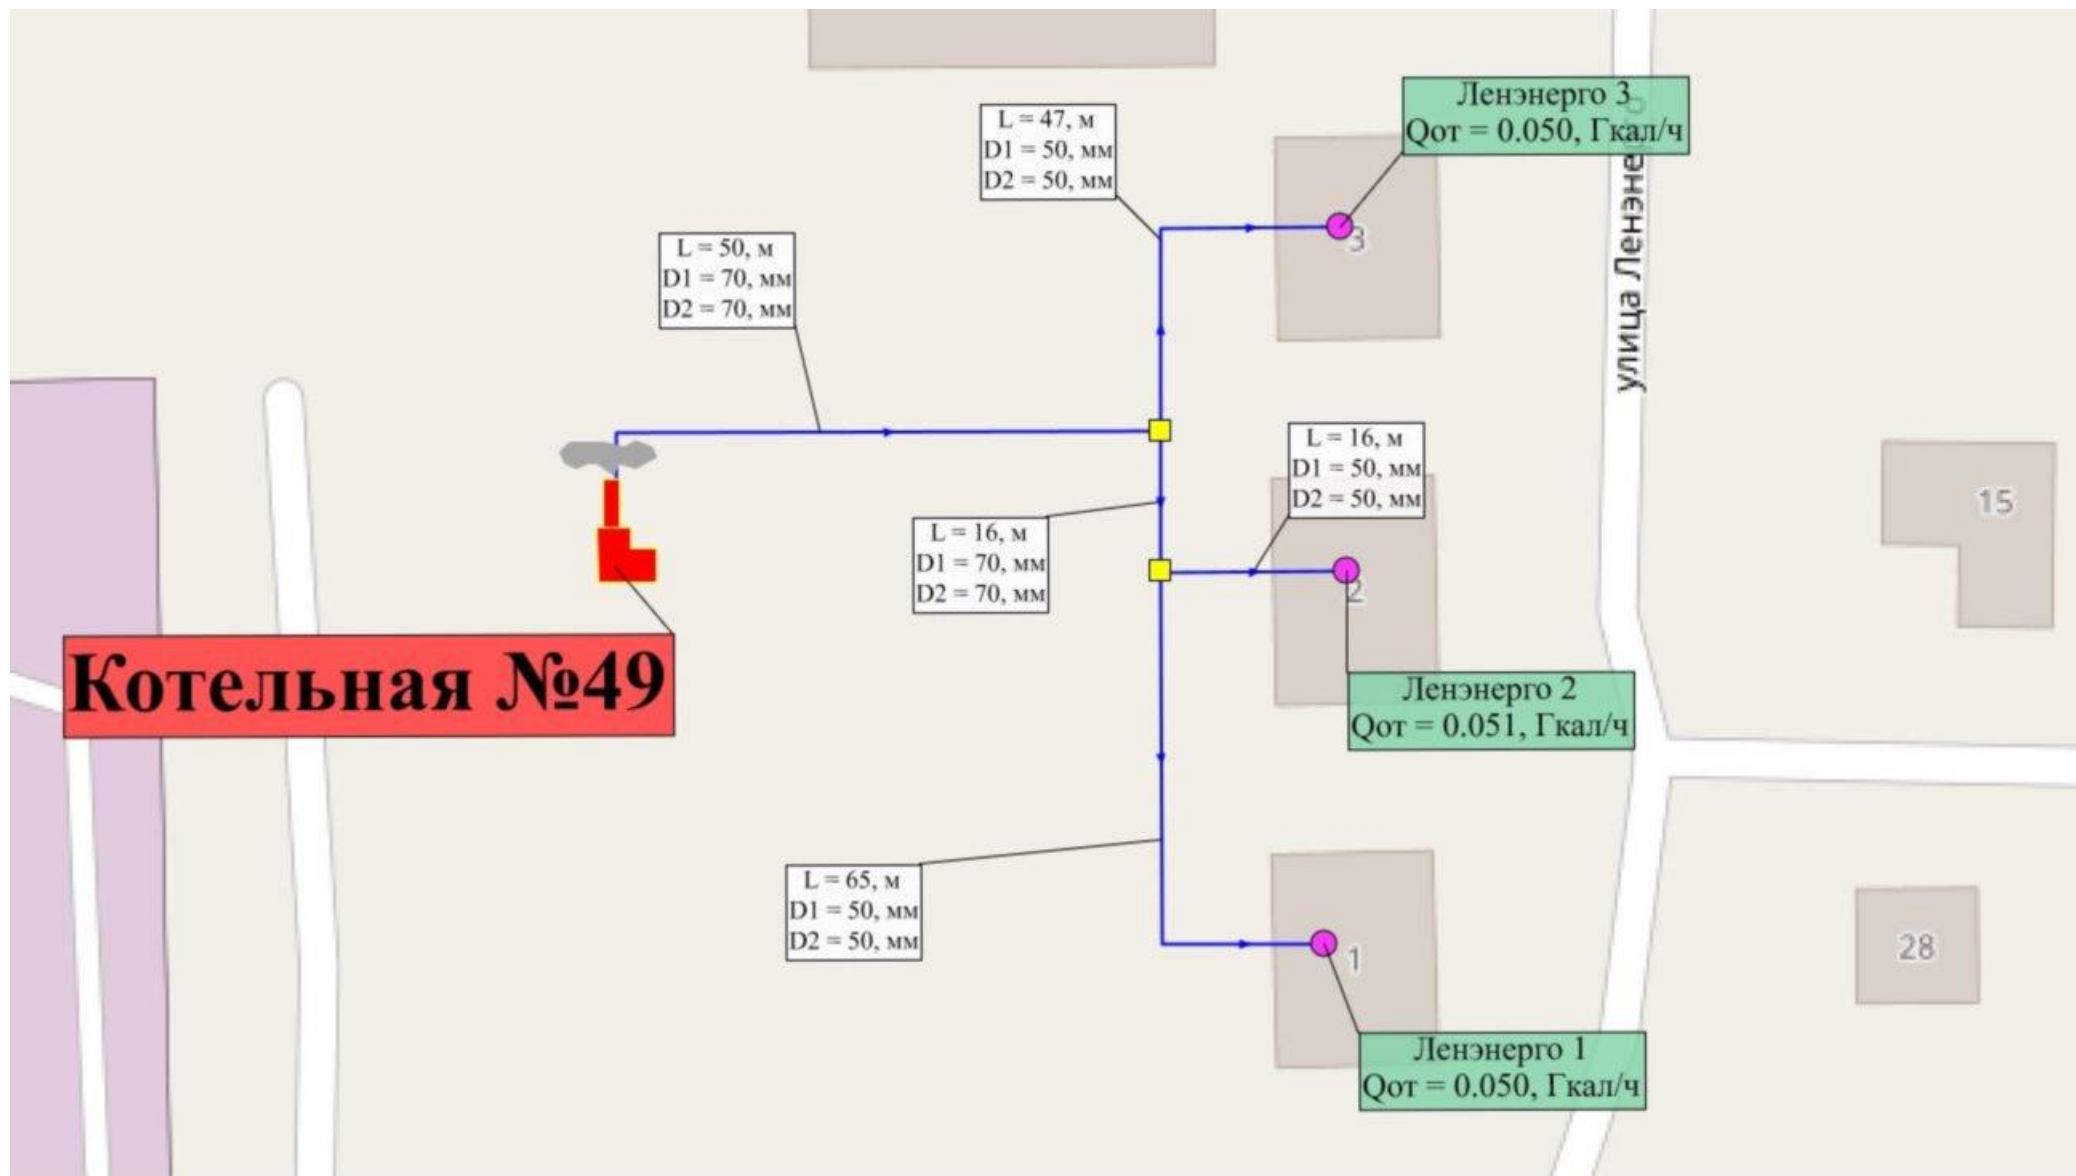 Ленэнерго 3
Qот = 0.050, Гкал/ч
L = 47, м
D1 = 50, мм
D2 = 50, мм
улица Ленэнерго
3
L = 50, м
D1 = 70, мм
D2 = 70, мм
L = 16, м
D1 = 50, мм
D2 = 50, мм
15
L = 16, м
D1 = 70, мм
D2 = 70, мм
2
Котельная №49
Ленэнерго 2
Qот = 0.051, Гкал/ч
L = 65, м
D1 = 50, мм
D2 = 50, мм
1
28
Ленэнерго 1
Qот = 0.050, Гкал/ч